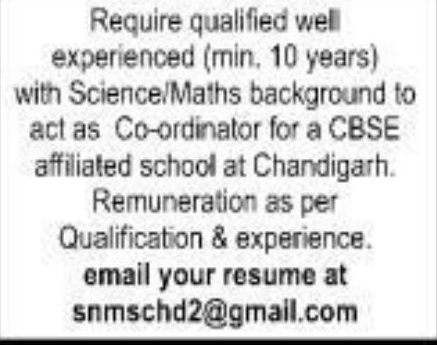 Require qualified well
experienced (min. 10 years)
with Science/Maths background to
act as Co-ordinator for a CBSE
affiliated school at Chandigarh.
Remuneration as per
Qualification & experience.
email your resume at
snmschd2@gmail.com